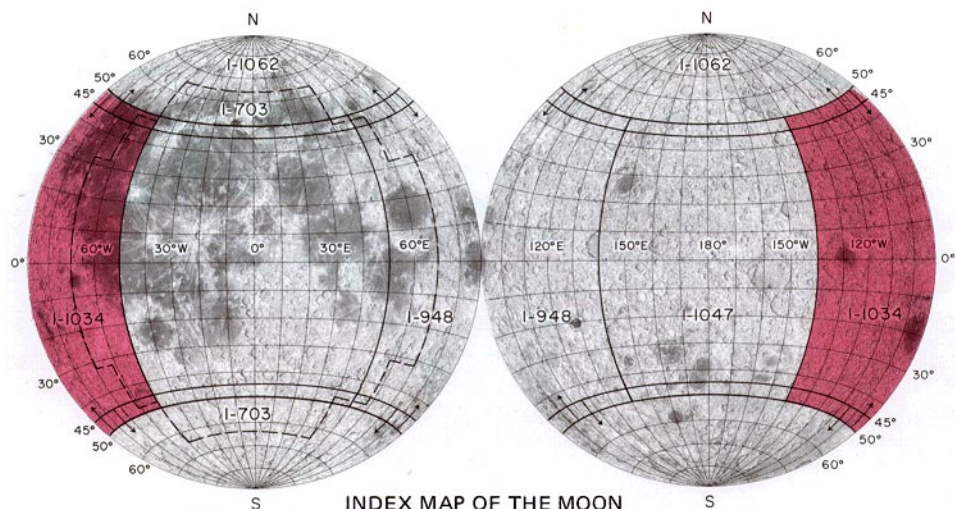 N N
60° 60°
I-1062 I-1062
50° 50°
45° I-703 45°
30° 30°
0° 60°W 30°W 0° 30°E 60°E 120°E 150°E 180° 150°W 120°W 0°
I-1034 I-948 I-948 I-1047 I-1034
30° 30°
I-703
45° 45°
50° 50°
60° 60°
S S
INDEX MAP OF THE MOON